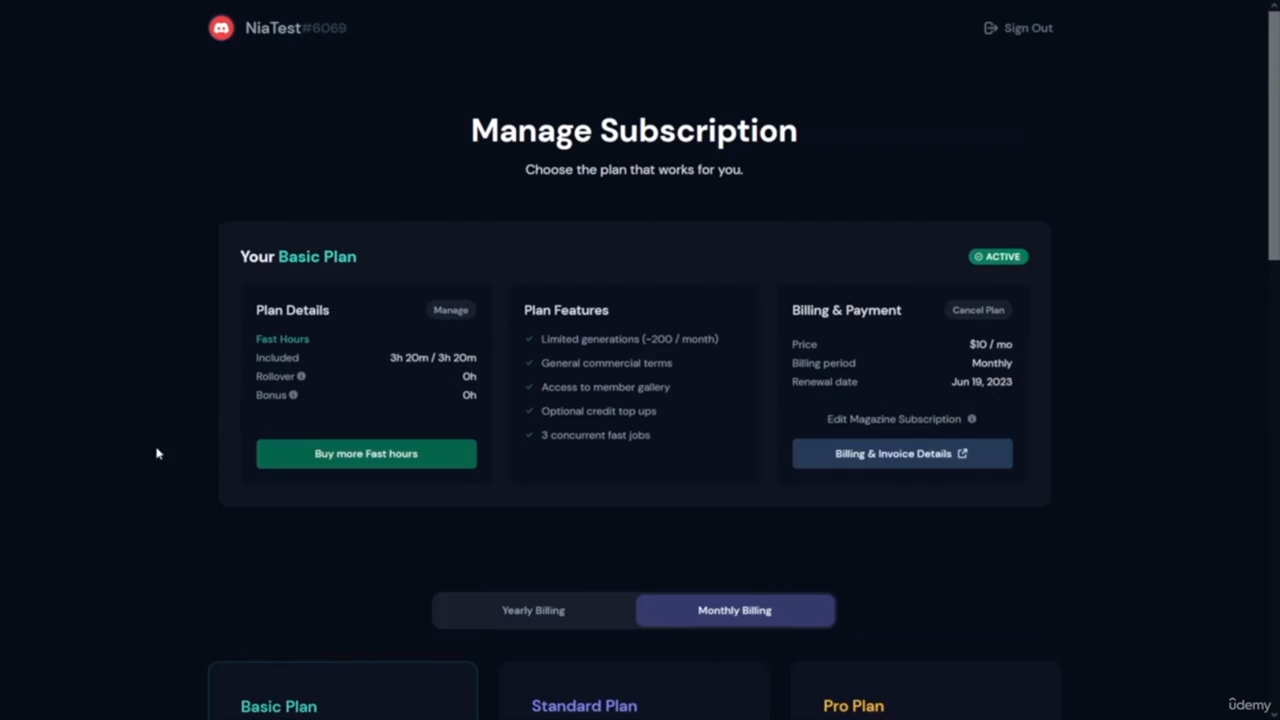 NiaTest#6069
Sign Out
Manage Subscription
Choose the plan that works for you.
Your Basic Plan
ACTIVE
Plan Details
Manage
Fast Hours
Included 3h 20m / 3h 20m
Rollover 0h
Bonus 0h
Buy more Fast hours
Plan Features
Limited generations (~200 / month)
General commercial terms
Access to member gallery
Optional credit top ups
3 concurrent fast jobs
Billing & Payment
Cancel Plan
Price $10 / mo
Billing period Monthly
Renewal date Jun 19, 2023
Edit Magazine Subscription
Billing & Invoice Details
Yearly Billing
Monthly Billing
Basic Plan
Standard Plan
Pro Plan
ûdemy